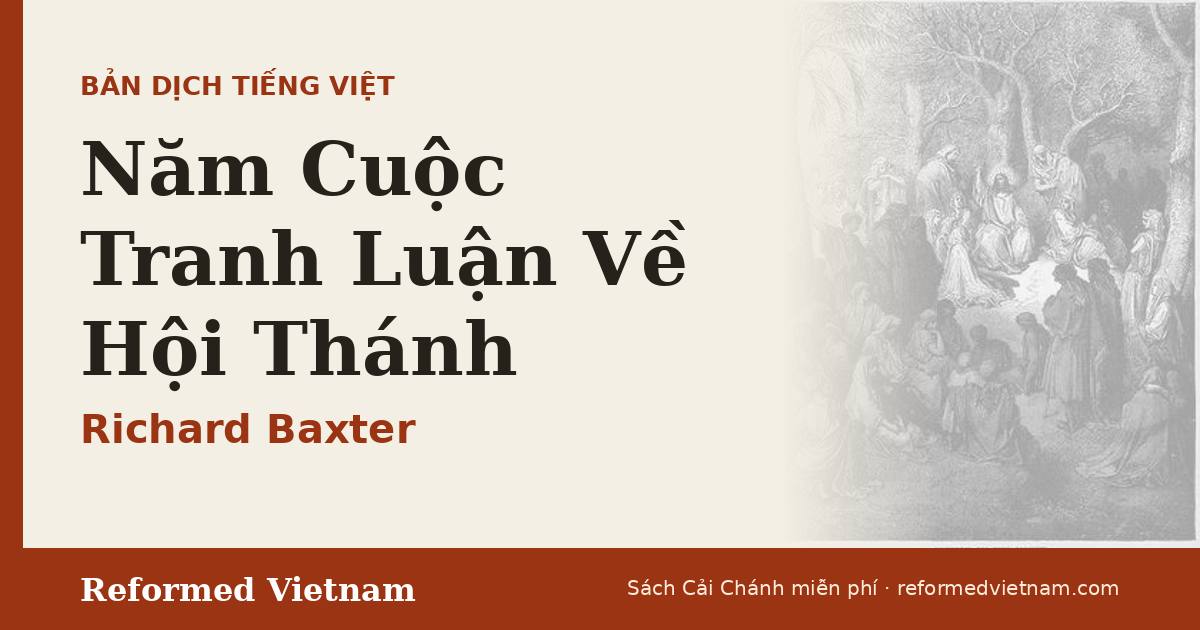 BẢN DỊCH TIẾNG VIỆT
Năm Cuộc
Tranh Luận Về
Hội Thánh
Richard Baxter
Reformed Vietnam
Sách Cải Chánh miễn phí · reformedvietnam.com